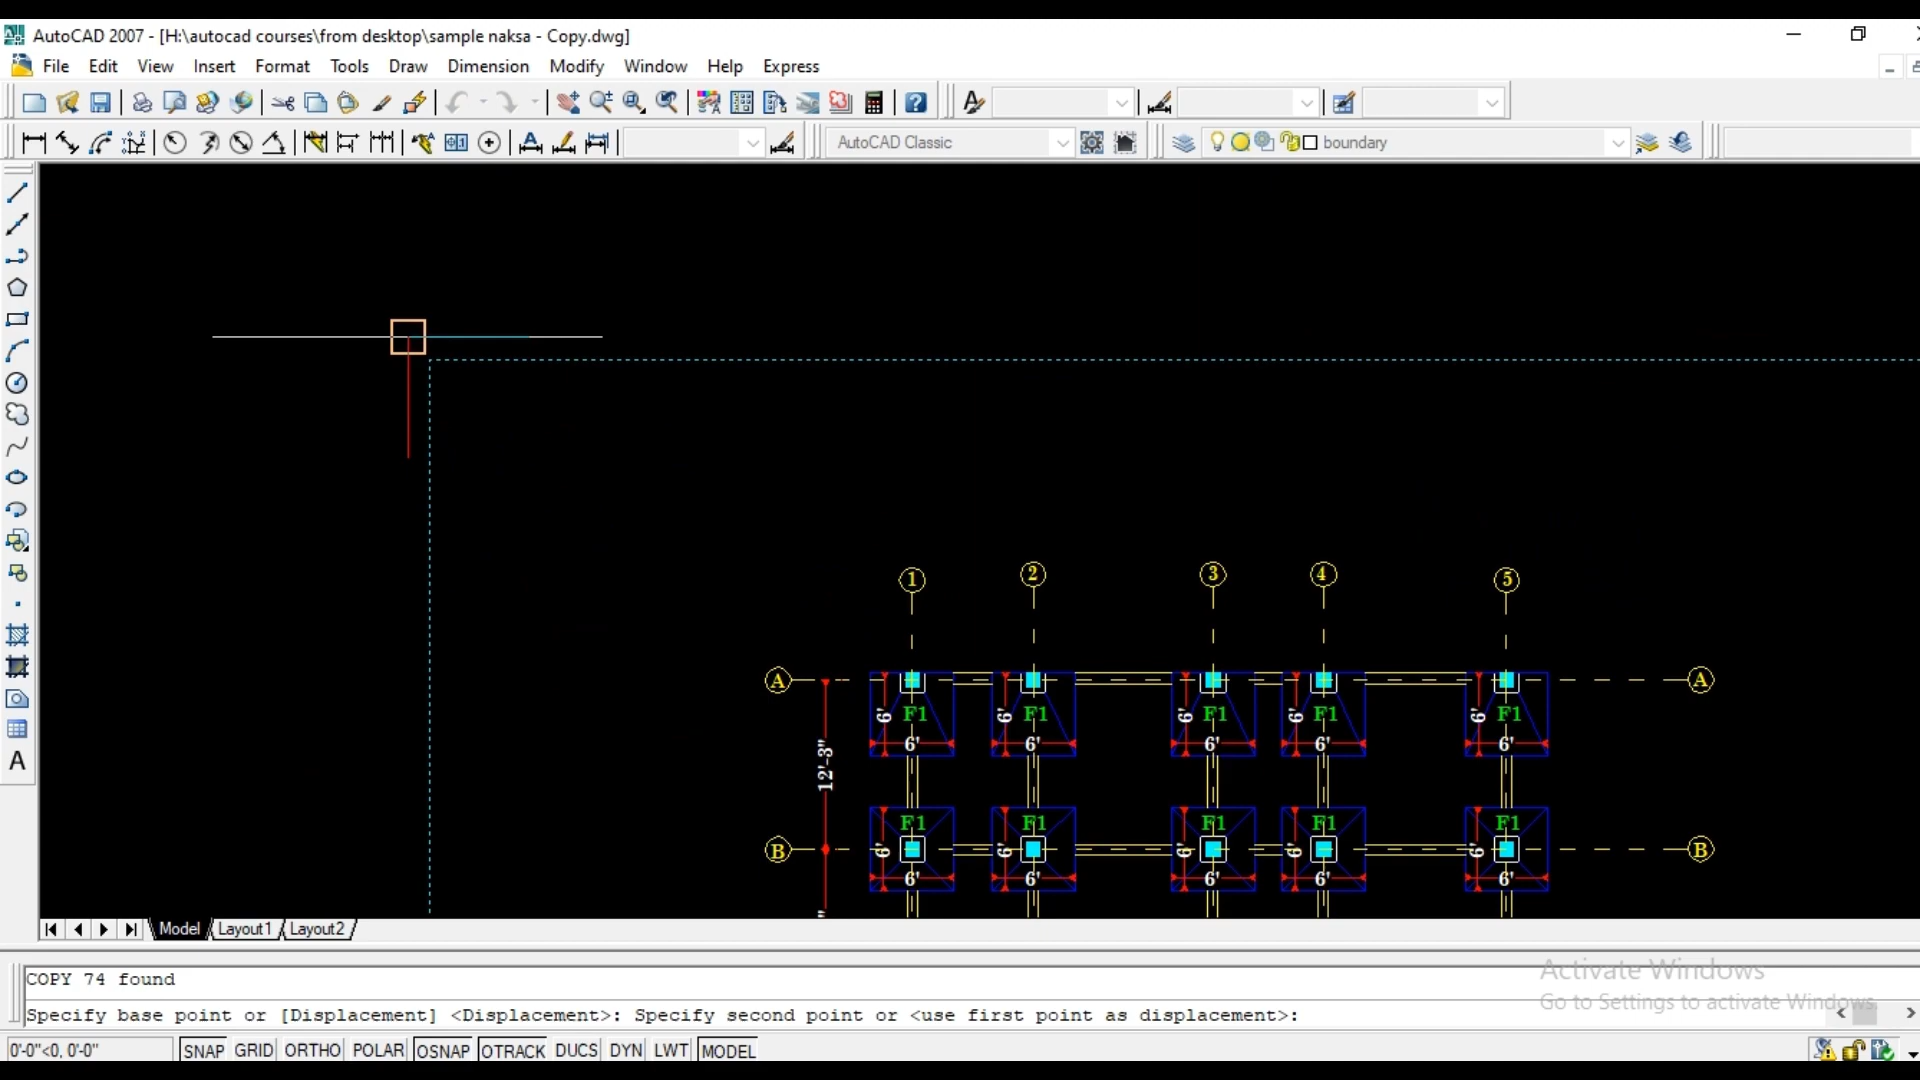 AutoCAD 2007 - [H:\autocad courses\from desktop\sample naksa - Copy.dwg]
File Edit View Insert Format Tools Draw Dimension Modify Window Help Express
AutoCAD Classic boundary
1 2 3 4 5
A A
F1 F1 F1 F1 F1
6' 6' 6' 6' 6'
6' 6' 6' 6' 6'
12'-3"
F1 F1 F1 F1 F1
B B
6' 6' 6' 6' 6'
6' 6' 6' 6' 6'
Model Layout1 Layout2
COPY 74 found
Activate Windows
Specify base point or [Displacement] <Displacement>: Specify second point or <use first point as displacement>:
Go to Settings to activate Windows.
0'-0"<0, 0'-0" SNAP GRID ORTHO POLAR OSNAP OTRACK DUCS DYN LWT MODEL